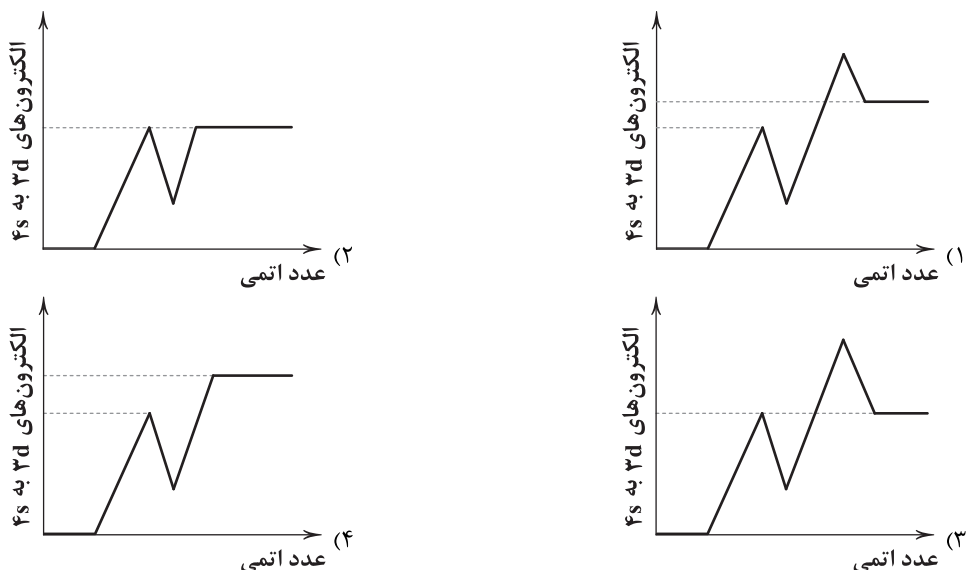 الکترون‌های ۳d به ۴s
عدد اتمی
(۱
الکترون‌های ۳d به ۴s
عدد اتمی
(۲
الکترون‌های ۳d به ۴s
عدد اتمی
(۳
الکترون‌های ۳d به ۴s
عدد اتمی
(۴